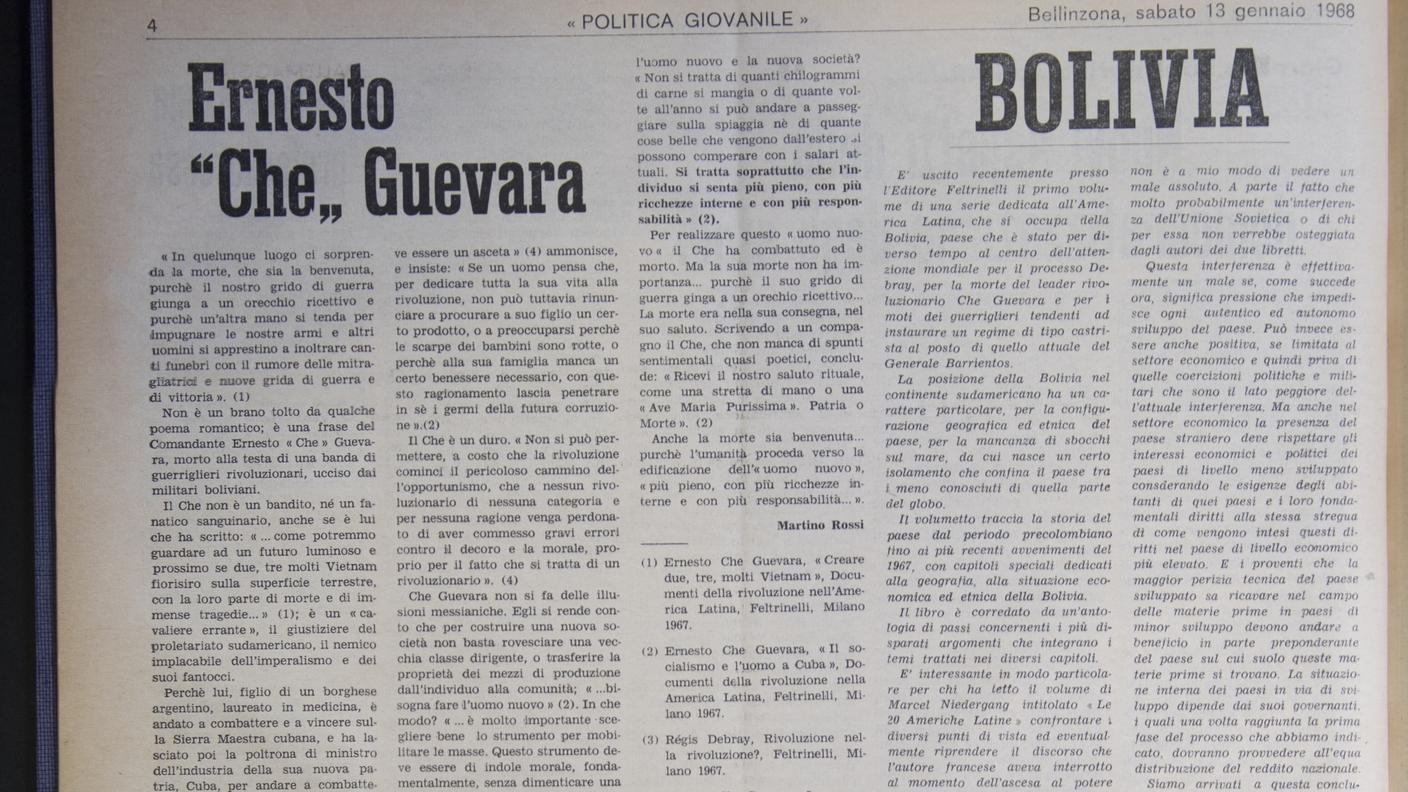 4
« POLITICA GIOVANILE »
Bellinzona, sabato 13 gennaio 1968
Ernesto
“Che„ Guevara
« In quelunque luogo ci sorpren-
da la morte, che sia la benvenuta,
purchè il nostro grido di guerra
giunga a un orecchio ricettivo e
purchè un'altra mano si tenda per
impugnare le nostre armi e altri
uomini si apprestino a inoltrare can-
ti funebri con il rumore delle mitra-
gliatrici e nuove grida di guerra e
di vittoria ». (1)
Non è un brano tolto da qualche
poema romantico; è una frase del
Comandante Ernesto « Che » Gueva-
ra, morto alla testa di una banda di
guerriglieri rivoluzionari, ucciso dai
militari boliviani.
Il Che non è un bandito, né un fa-
natico sanguinario, anche se è lui
che ha scritto: « ... come potremmo
guardare ad un futuro luminoso e
prossimo se due, tre molti Vietnam
fiorisiro sulla superficie terrestre,
con la loro parte di morte e di im-
mense tragedie... » (1); è un « ca-
valiere errante », il giustiziere del
proletariato sudamericano, il nemico
implacabile dell'imperalismo e dei
suoi fantocci.
Perchè lui, figlio di un borghese
argentino, laureato in medicina, è
andato a combattere e a vincere sul-
la Sierra Maestra cubana, e ha la-
sciato poi la poltrona di ministro
dell'industria della sua nuova pa-
tria, Cuba, per andare a combatte-
ve essere un asceta » (4) ammonisce,
e insiste: « Se un uomo pensa che,
per dedicare tutta la sua vita alla
rivoluzione, non può tuttavia rinun-
ciare a procurare a suo figlio un cer-
to prodotto, o a preoccuparsi perchè
le scarpe dei bambini sono rotte, o
perchè alla sua famiglia manca un
certo benessere necessario, con que-
sto ragionamento lascia penetrare
in sè i germi della futura corruzio-
ne ».(2)
Il Che è un duro. « Non si può per-
mettere, a costo che la rivoluzione
cominci il pericoloso cammino del-
l'opportunismo, che a nessun rivo-
luzionario di nessuna categoria e
per nessuna ragione venga perdona-
to di aver commesso gravi errori
contro il decoro e la morale, pro-
prio per il fatto che si tratta di un
rivoluzionario ». (4)
Che Guevara non si fa delle illu-
sioni messianiche. Egli si rende con-
to che per costruire una nuova so-
cietà non basta rovesciare una vec-
chia classe dirigente, o trasferire la
proprietà dei mezzi di produzione
dall'individuo alla comunità; « ...bi-
sogna fare l'uomo nuovo » (2). In che
modo? « ... è molto importante sce-
gliere bene lo strumento per mobi-
litare le masse. Questo strumento de-
ve essere di indole morale, fonda-
mentalmente, senza dimenticare una
l'uomo nuovo e la nuova società?
« Non si tratta di quanti chilogrammi
di carne si mangia o di quante vol-
te all'anno si può andare a passeg-
giare sulla spiaggia nè di quante
cose belle che vengono dall'estero si
possono comperare con i salari at-
tuali. Si tratta soprattutto che l'in-
dividuo si senta più pieno, con più
ricchezze interne e con più respon-
sabilità » (2).
Per realizzare questo « uomo nuo-
vo « il Che ha combattuto ed è
morto. Ma la sua morte non ha im-
portanza... purchè il suo grido di
guerra ginga a un orechio ricettivo...
La morte era nella sua consegna, nel
suo saluto. Scrivendo a un compa-
gno il Che, che non manca di spunti
sentimentali quasi poetici, conclu-
de: « Ricevi il nostro saluto rituale,
come una stretta di mano o una
« Ave Maria Purissima ». Patria o
Morte ». (2)
Anche la morte sia benvenuta...
purchè l'umanità proceda verso la
edificazione dell'« uomo nuovo »,
« più pieno, con più ricchezze in-
terne e con più responsabilità... ».
Martino Rossi
(1) Ernesto Che Guevara, « Creare
due, tre, molti Vietnam », Docu-
menti della rivoluzione nell'Ame-
rica Latina, Feltrinelli, Milano
1967.
(2) Ernesto Che Guevara, « Il so-
cialismo e l'uomo a Cuba », Do-
cumenti della rivoluzione nella
America Latina, Feltrinelli, Mi-
lano 1967.
(3) Régis Debray, Rivoluzione nel-
la rivoluzione?, Feltrinelli, Mi-
lano 1967.
BOLIVIA
E' uscito recentemente presso
l'Editore Feltrinelli il primo volu-
me di una serie dedicata all'Ame-
rica Latina, che si occupa della
Bolivia, paese che è stato per di-
verso tempo al centro dell'atten-
zione mondiale per il processo De-
bray, per la morte del leader rivo-
luzionario Che Guevara e per i
moti dei guerriglieri tendenti ad
instaurare un regime di tipo castri-
sta al posto di quello attuale del
Generale Barrientos.
La posizione della Bolivia nel
continente sudamericano ha un ca-
rattere particolare, per la configu-
razione geografica ed etnica del
paese, per la mancanza di sbocchi
sul mare, da cui nasce un certo
isolamento che confina il paese tra
i meno conosciuti di quella parte
del globo.
Il volumetto traccia la storia del
paese dal periodo precolombiano
fino ai più recenti avvenimenti del
1967, con capitoli speciali dedicati
alla geografia, alla situazione eco-
nomica ed etnica della Bolivia.
Il libro è corredato da un'anto-
logia di passi concernenti i più di-
sparati argomenti che integrano i
temi trattati nei diversi capitoli.
E' interessante in modo particola-
re per chi ha letto il volume di
Marcel Niedergang intitolato « Le
20 Americhe Latine » confrontare i
diversi punti di vista ed eventual-
mente riprendere il discorso che
l'autore francese aveva interrotto
al momento dell'ascesa al potere
non è a mio modo di vedere un
male assoluto. A parte il fatto che
molto probabilmente un'interferen-
za dell'Unione Sovietica o di chi
per essa non verrebbe osteggiata
dagli autori dei due libretti.
Questa interferenza è effettiva-
mente un male se, come succede
ora, significa pressione che impedi-
sce ogni autentico ed autonomo
sviluppo del paese. Può invece es-
sere anche positiva, se limitata al
settore economico e quindi priva di
quelle coercizioni politiche e mili-
tari che sono il lato peggiore del-
l'attuale interferenza. Ma anche nel
settore economico la presenza del
paese straniero deve rispettare gli
interessi economici e politici dei
paesi di livello meno sviluppato
consderando le esigenze degli abi-
tanti di quei paesi e i loro fonda-
mentali diritti alla stessa stregua
di come vengono intesi questi di-
ritti nel paese di livello economico
più elevato. E i proventi che la
maggior perizia tecnica del paese
sviluppato sa ricavare nel campo
delle materie prime in paesi di
minor sviluppo devono andare a
beneficio in parte preponderante
del paese sul cui suolo queste ma-
terie prime si trovano. La situazio-
ne interna dei paesi in via di svi-
luppo dipende dai suoi governanti,
i quali una volta raggiunta la prima
fase del processo che abbiamo indi-
cato, dovranno provvedere all'equa
distribuzione del reddito nazionale.
Siamo arrivati a questa conclu-